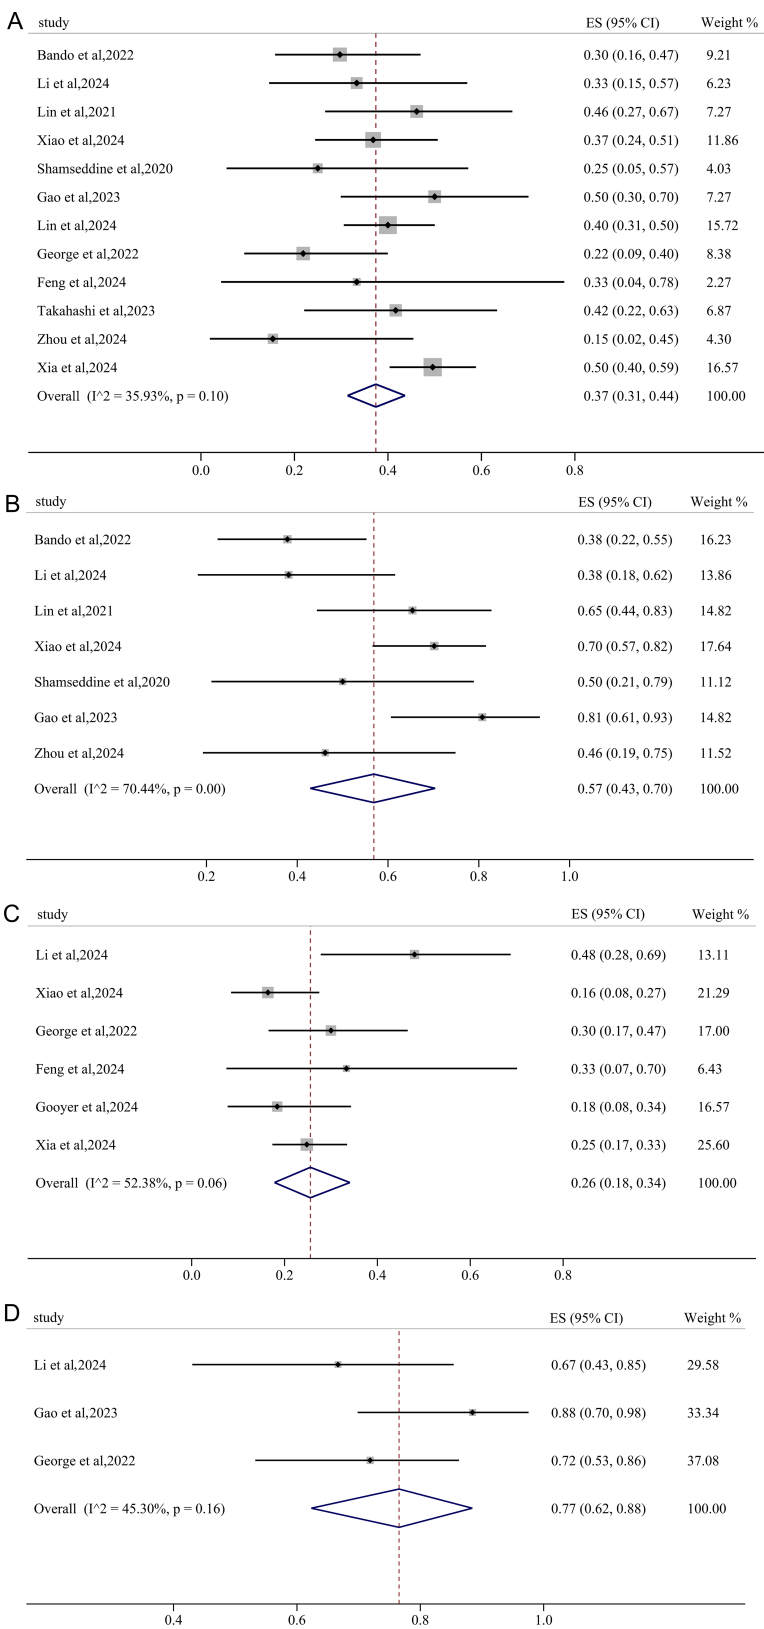 A
study ES (95% CI) Weight %
Bando et al,2022 0.30 (0.16, 0.47) 9.21
Li et al,2024 0.33 (0.15, 0.57) 6.23
Lin et al,2021 0.46 (0.27, 0.67) 7.27
Xiao et al,2024 0.37 (0.24, 0.51) 11.86
Shamseddine et al,2020 0.25 (0.05, 0.57) 4.03
Gao et al,2023 0.50 (0.30, 0.70) 7.27
Lin et al,2024 0.40 (0.31, 0.50) 15.72
George et al,2022 0.22 (0.09, 0.40) 8.38
Feng et al,2024 0.33 (0.04, 0.78) 2.27
Takahashi et al,2023 0.42 (0.22, 0.63) 6.87
Zhou et al,2024 0.15 (0.02, 0.45) 4.30
Xia et al,2024 0.50 (0.40, 0.59) 16.57
Overall (I^2 = 35.93%, p = 0.10) 0.37 (0.31, 0.44) 100.00
0.0 0.2 0.4 0.6 0.8
B
study ES (95% CI) Weight %
Bando et al,2022 0.38 (0.22, 0.55) 16.23
Li et al,2024 0.38 (0.18, 0.62) 13.86
Lin et al,2021 0.65 (0.44, 0.83) 14.82
Xiao et al,2024 0.70 (0.57, 0.82) 17.64
Shamseddine et al,2020 0.50 (0.21, 0.79) 11.12
Gao et al,2023 0.81 (0.61, 0.93) 14.82
Zhou et al,2024 0.46 (0.19, 0.75) 11.52
Overall (I^2 = 70.44%, p = 0.00) 0.57 (0.43, 0.70) 100.00
0.2 0.4 0.6 0.8 1.0
C
study ES (95% CI) Weight %
Li et al,2024 0.48 (0.28, 0.69) 13.11
Xiao et al,2024 0.16 (0.08, 0.27) 21.29
George et al,2022 0.30 (0.17, 0.47) 17.00
Feng et al,2024 0.33 (0.07, 0.70) 6.43
Gooyer et al,2024 0.18 (0.08, 0.34) 16.57
Xia et al,2024 0.25 (0.17, 0.33) 25.60
Overall (I^2 = 52.38%, p = 0.06) 0.26 (0.18, 0.34) 100.00
0.0 0.2 0.4 0.6 0.8
D
study ES (95% CI) Weight %
Li et al,2024 0.67 (0.43, 0.85) 29.58
Gao et al,2023 0.88 (0.70, 0.98) 33.34
George et al,2022 0.72 (0.53, 0.86) 37.08
Overall (I^2 = 45.30%, p = 0.16) 0.77 (0.62, 0.88) 100.00
0.4 0.6 0.8 1.0